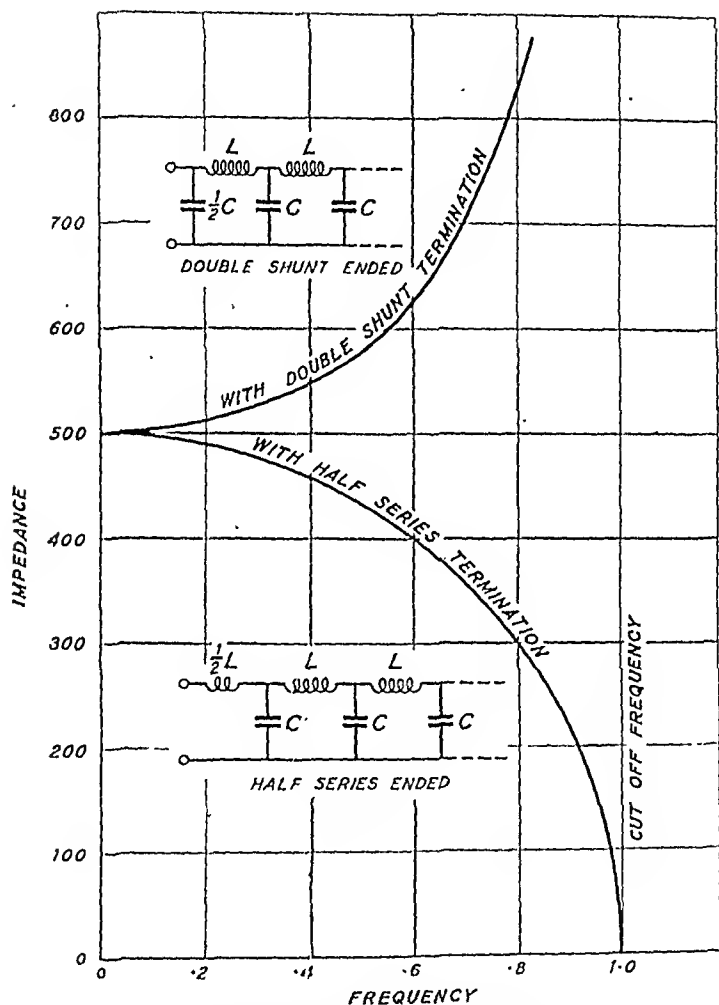 800
700
600
500
400
300
200
100
0
IMPEDANCE
L L
½C C C
DOUBLE SHUNT ENDED
WITH DOUBLE SHUNT TERMINATION
WITH HALF SERIES TERMINATION
½L L L
C C C
HALF SERIES ENDED
CUT OFF FREQUENCY
0 ·2 ·4 ·6 ·8 1·0
FREQUENCY